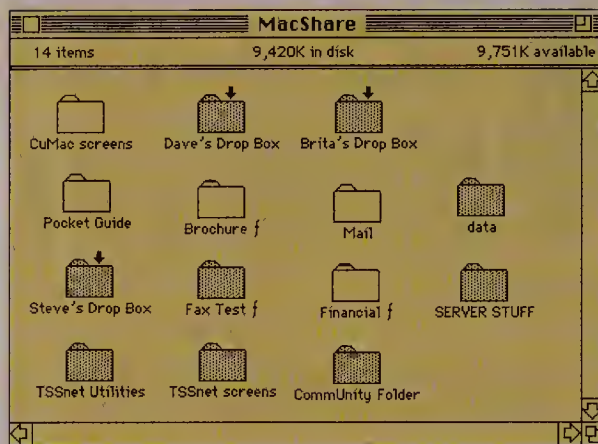 MacShare
14 items 9,420K in disk 9,751K available
CuMac screens Dave's Drop Box Brita's Drop Box
Pocket Guide Brochure ƒ Mail data
Steve's Drop Box Fax Test ƒ Financial ƒ SERVER STUFF
TSSnet Utilities TSSnet screens CommUnity Folder